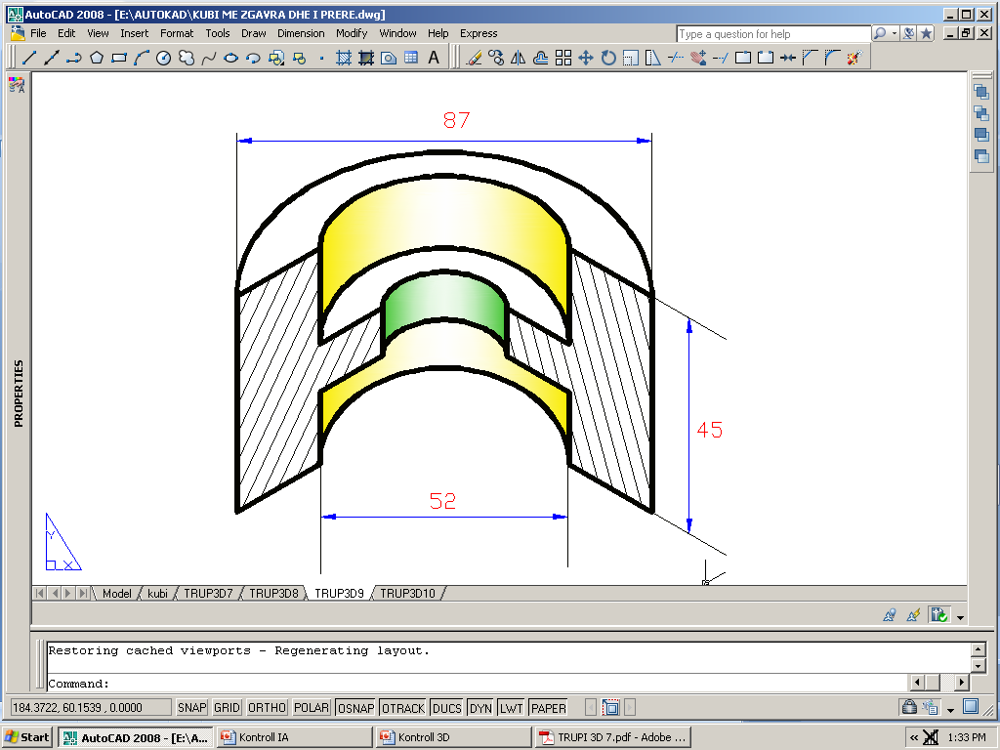 AutoCAD 2008 - [E:\AUTOKAD\KUBI ME ZGAVRA DHE I PRERE.dwg]
File Edit View Insert Format Tools Draw Dimension Modify Window Help Express
Type a question for help
A
87
45
52
PROPERTIES
Y
X
Model kubi TRUP3D7 TRUP3D8 TRUP3D9 TRUP3D10
Restoring cached viewports - Regenerating layout.
Command:
184.3722, 60.1539 , 0.0000 SNAP GRID ORTHO POLAR OSNAP OTRACK DUCS DYN LWT PAPER
Start AutoCAD 2008 - [E:\A... Kontroll IA Kontroll 3D TRUPI 3D 7.pdf - Adobe ... « 1:33 PM